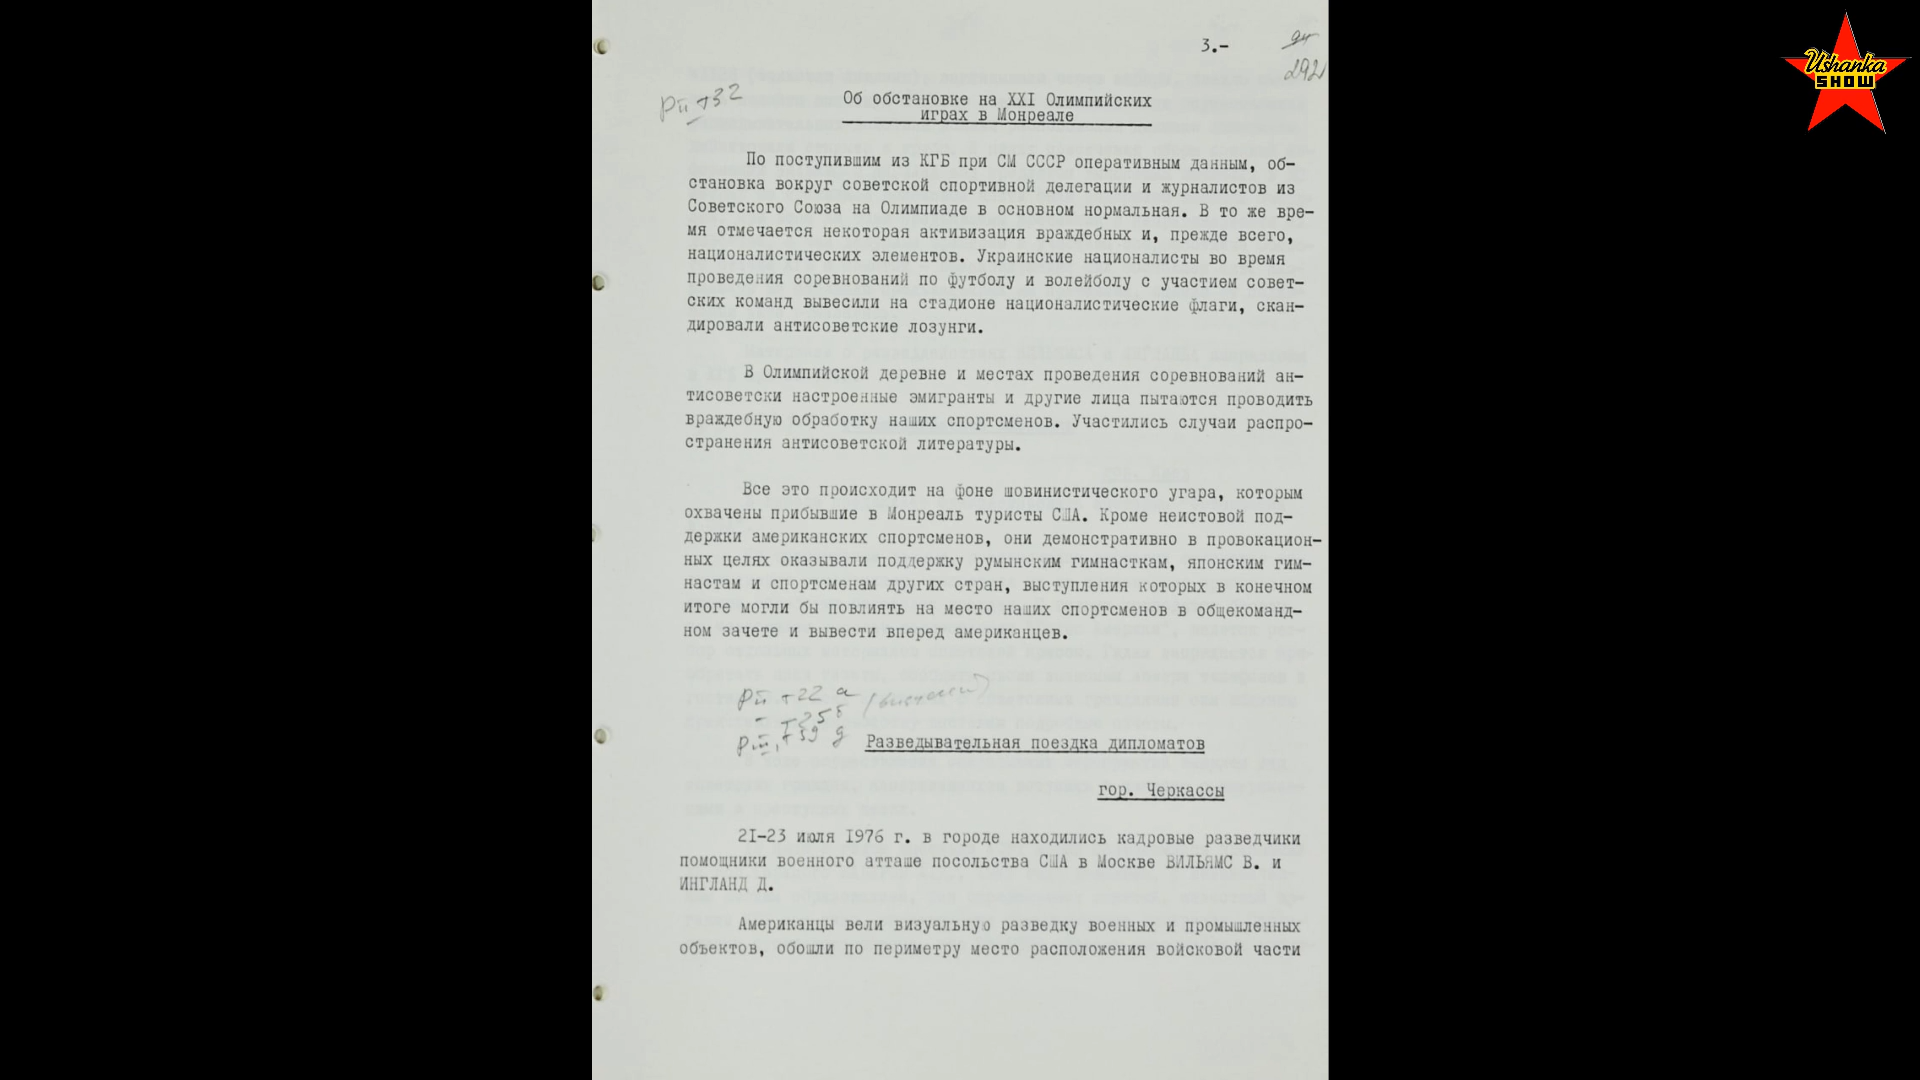 Ushanka
SHOW
3.-
292
Об обстановке на XXI Олимпийских
играх в Монреале
По поступившим из КГБ при СМ СССР оперативным данным, об-
становка вокруг советской спортивной делегации и журналистов из
Советского Союза на Олимпиаде в основном нормальная. В то же вре-
мя отмечается некоторая активизация враждебных и, прежде всего,
националистических элементов. Украинские националисты во время
проведения соревнований по футболу и волейболу с участием совет-
ских команд вывесили на стадионе националистические флаги, скан-
дировали антисоветские лозунги.
В Олимпийской деревне и местах проведения соревнований ан-
тисоветски настроенные эмигранты и другие лица пытаются проводить
враждебную обработку наших спортсменов. Участились случаи распро-
странения антисоветской литературы.
Все это происходит на фоне шовинистического угара, которым
охвачены прибывшие в Монреаль туристы США. Кроме неистовой под-
держки американских спортсменов, они демонстративно в провокацион-
ных целях оказывали поддержку румынским гимнасткам, японским гим-
настам и спортсменам других стран, выступления которых в конечном
итоге могли бы повлиять на место наших спортсменов в общекоманд-
ном зачете и вывести вперед американцев.
Разведывательная поездка дипломатов
гор. Черкассы
21-23 июля 1976 г. в городе находились кадровые разведчики
помощники военного атташе посольства США в Москве ВИЛЬЯМС В. и
ИНГЛАНД Д.
Американцы вели визуальную разведку военных и промышленных
объектов, обошли по периметру место расположения войсковой части